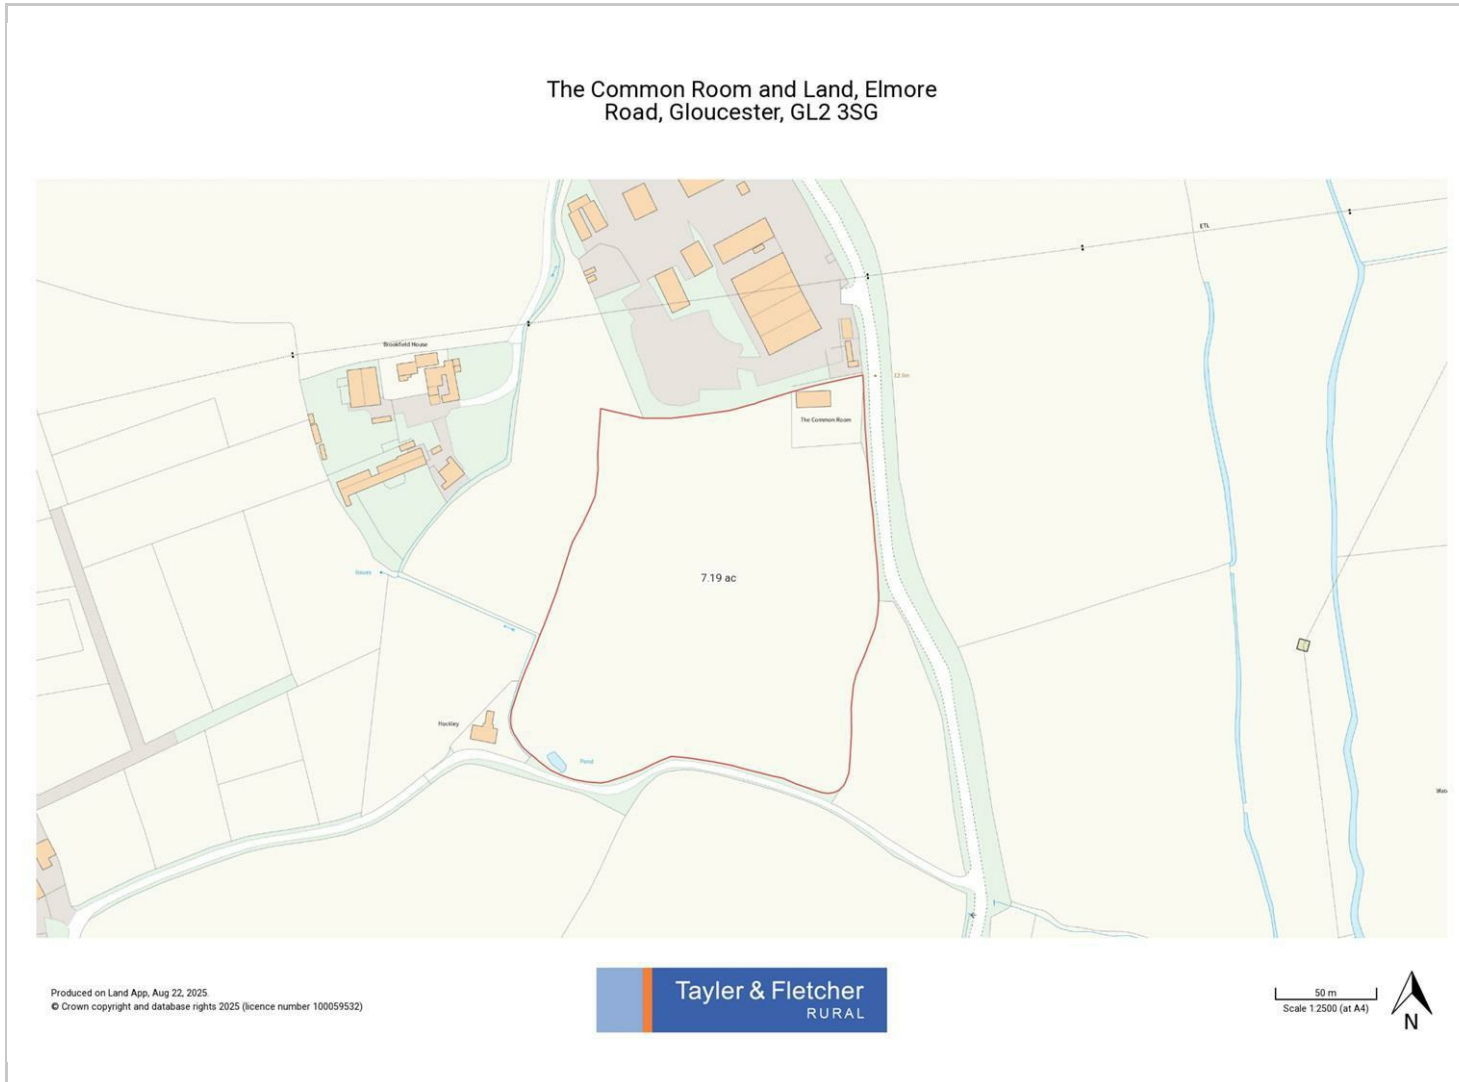 The Common Room and Land, Elmore
Road, Gloucester, GL2 3SG
ETL
Brookfield House
The Common Room
7.19 ac
Hockley
Pond
Produced on Land App, Aug 22, 2025.
© Crown copyright and database rights 2025 (licence number 100059532)
Tayler & Fletcher
RURAL
50 m
Scale 1:2500 (at A4)
N